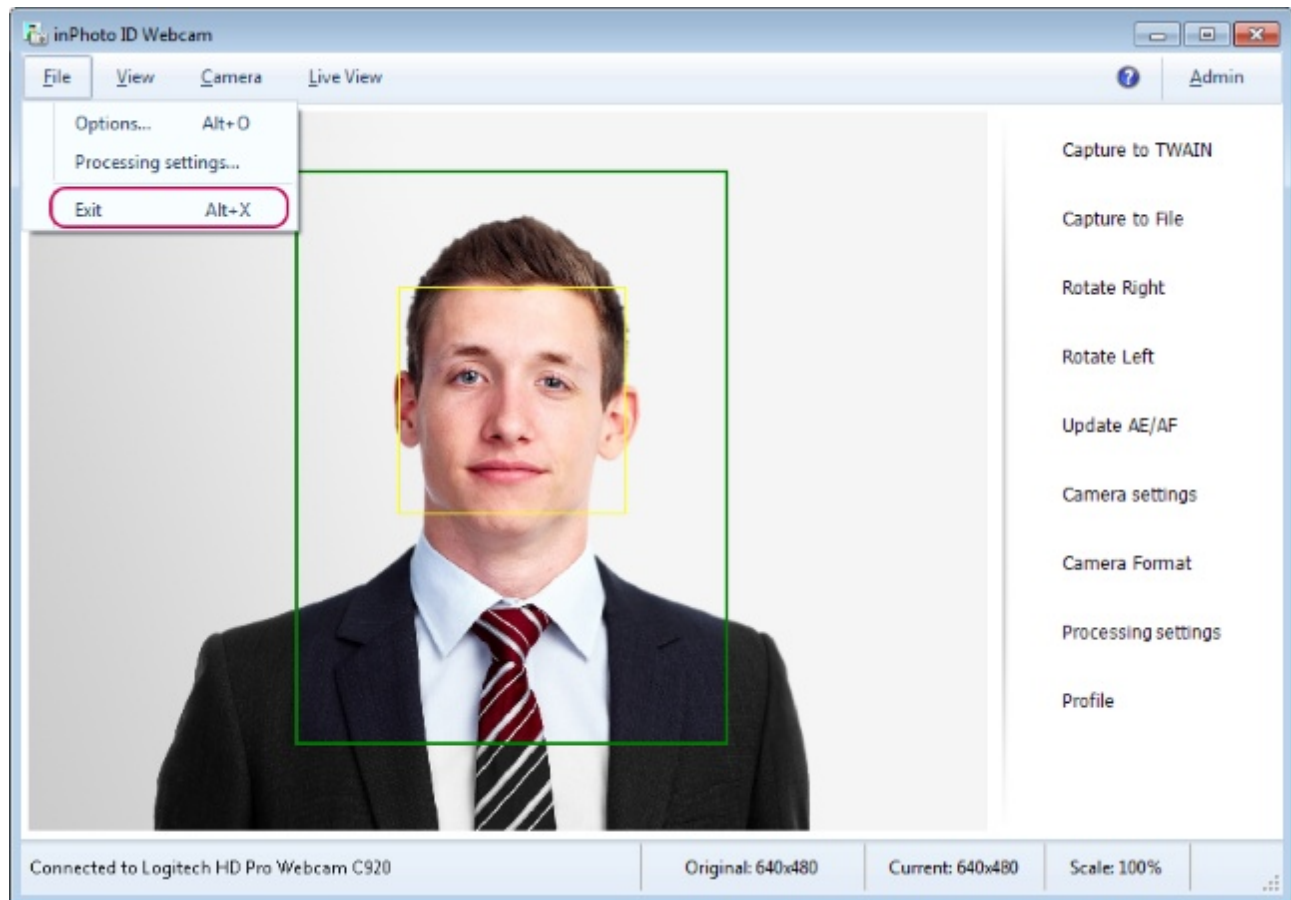 inPhoto ID Webcam
File View Camera Live View Admin
Options... Alt+O
Processing settings...
Exit Alt+X
Capture to TWAIN
Capture to File
Rotate Right
Rotate Left
Update AE/AF
Camera settings
Camera Format
Processing settings
Profile
Connected to Logitech HD Pro Webcam C920 Original: 640x480 Current: 640x480 Scale: 100%